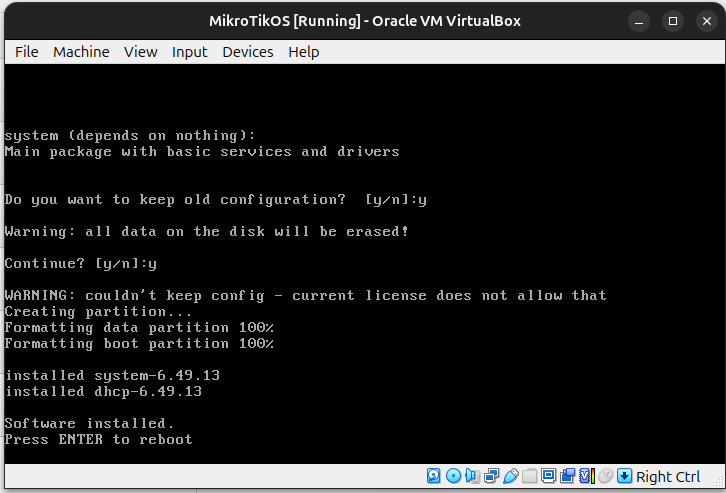 MikroTikOS [Running] - Oracle VM VirtualBox
File Machine View Input Devices Help
system (depends on nothing):
Main package with basic services and drivers
Do you want to keep old configuration?  [y/n]:y
Warning: all data on the disk will be erased!
Continue? [y/n]:y
WARNING: couldn't keep config - current license does not allow that
Creating partition...
Formatting data partition 100%
Formatting boot partition 100%
installed system-6.49.13
installed dhcp-6.49.13
Software installed.
Press ENTER to reboot
Right Ctrl